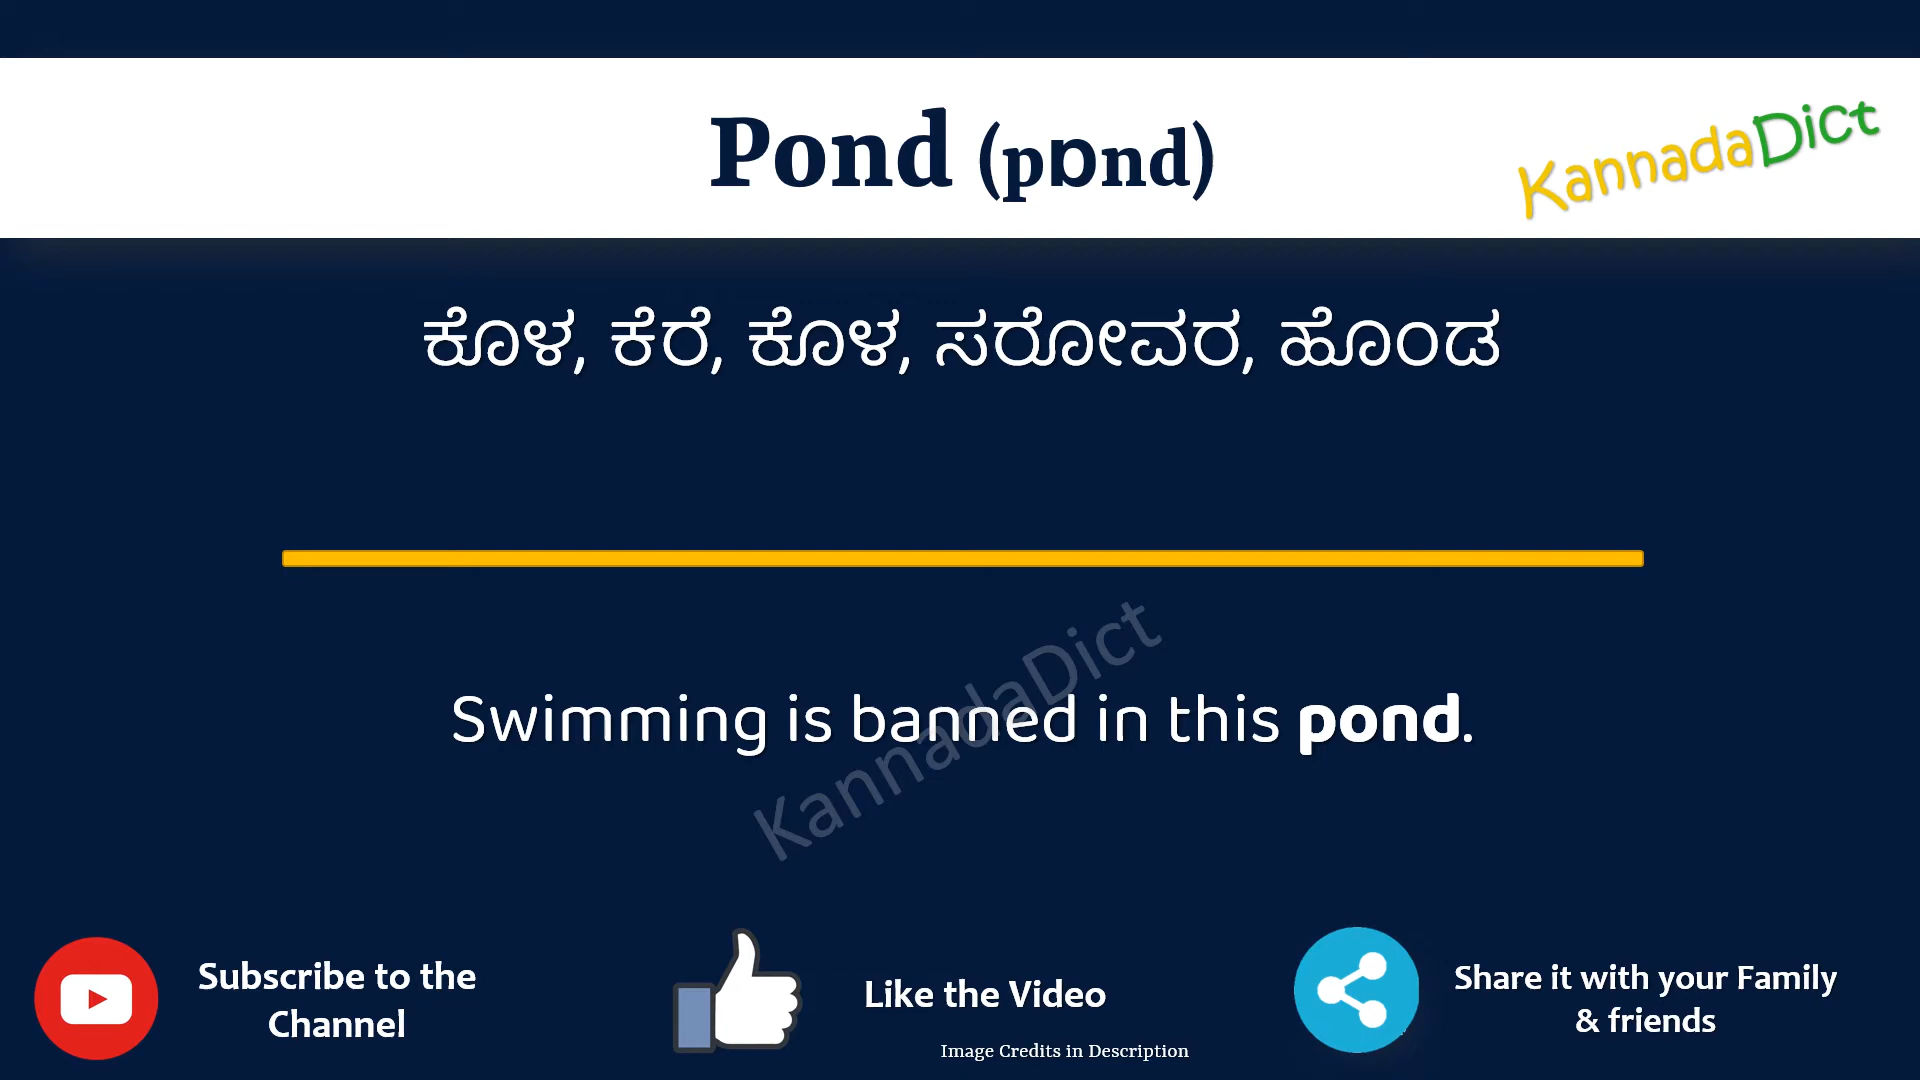 Pond (pɒnd)
KannadaDict
ಕೊಳ, ಕೆರೆ, ಕೊಳ, ಸರೋವರ, ಹೊಂಡ
KannadaDict
Swimming is banned in this pond.
Subscribe to the
Channel
Like the Video
Share it with your Family
& friends
Image Credits in Description